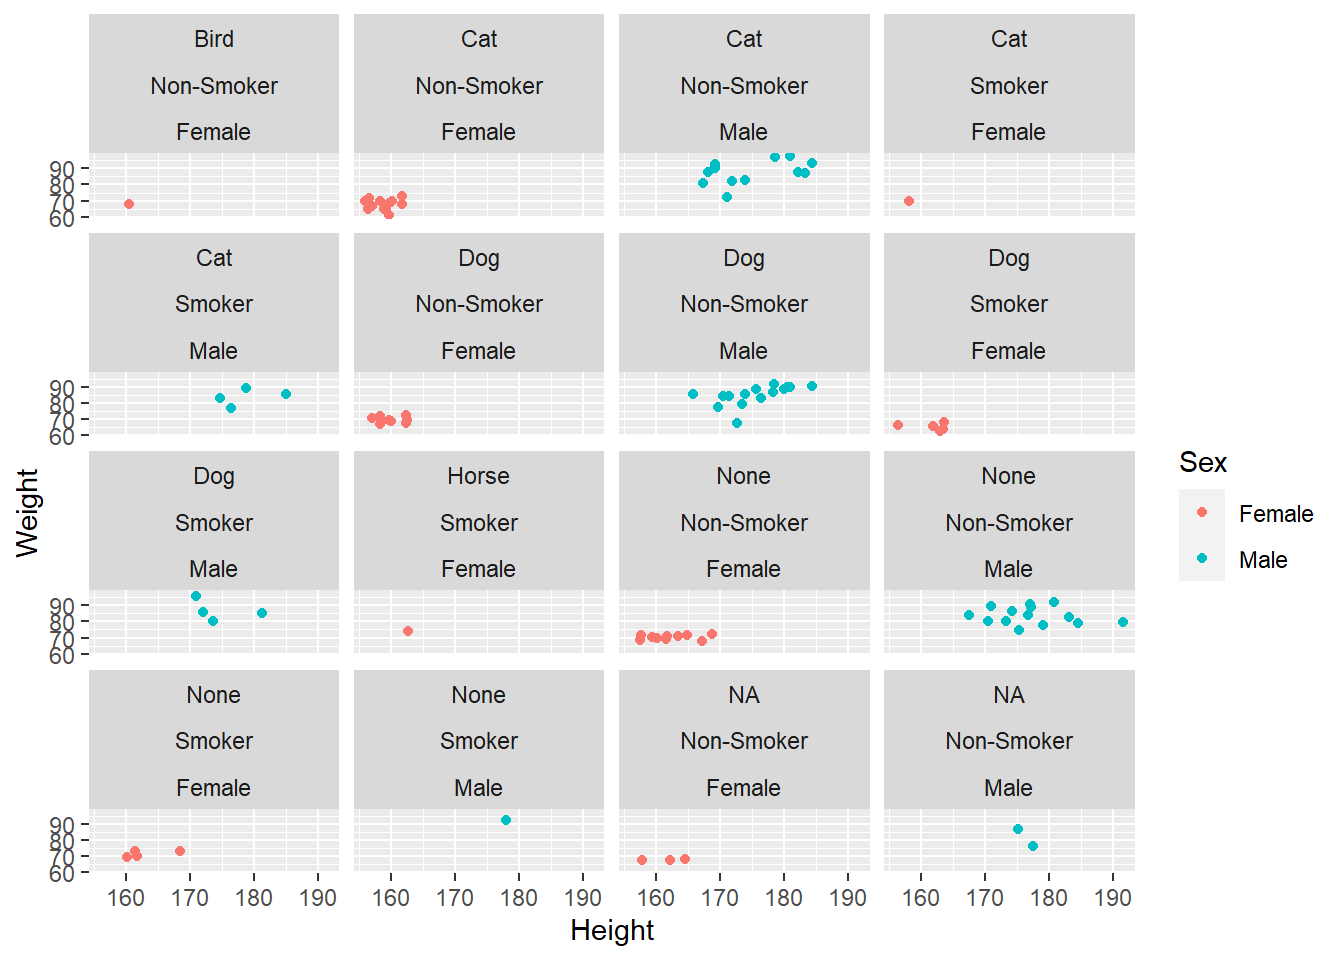 Bird
Non-Smoker
Female
Cat
Non-Smoker
Female
Cat
Non-Smoker
Male
Cat
Smoker
Female
90
80
70
60
Cat
Smoker
Male
Dog
Non-Smoker
Female
Dog
Non-Smoker
Male
Dog
Smoker
Female
90
80
70
60
Dog
Smoker
Male
Horse
Smoker
Female
None
Non-Smoker
Female
None
Non-Smoker
Male
90
80
70
60
None
Smoker
Female
None
Smoker
Male
NA
Non-Smoker
Female
NA
Non-Smoker
Male
90
80
70
60
160 170 180 190
160 170 180 190
160 170 180 190
160 170 180 190
Height
Weight
Sex
Female
Male